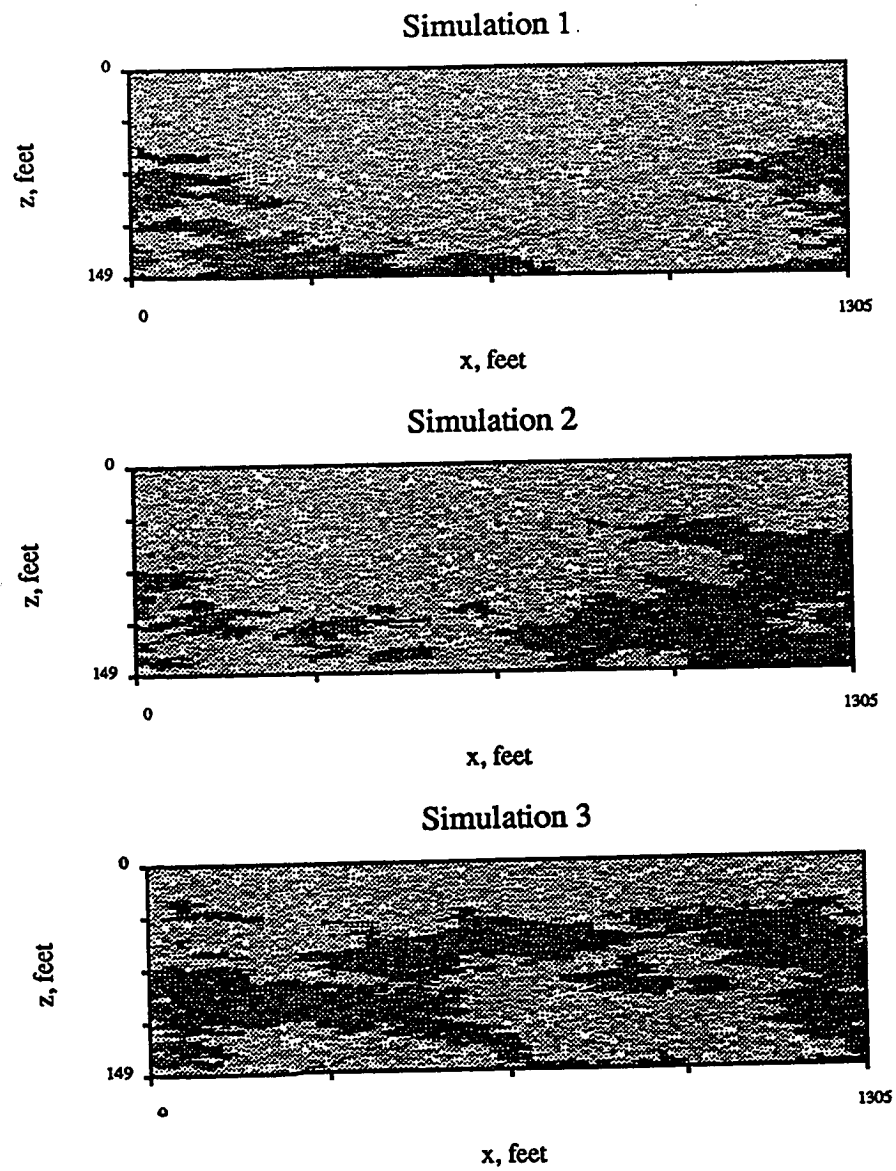 Simulation 1
0
z, feet
149
0
1305
x, feet
Simulation 2
0
z, feet
149
0
1305
x, feet
Simulation 3
0
z, feet
149
0
1305
x, feet